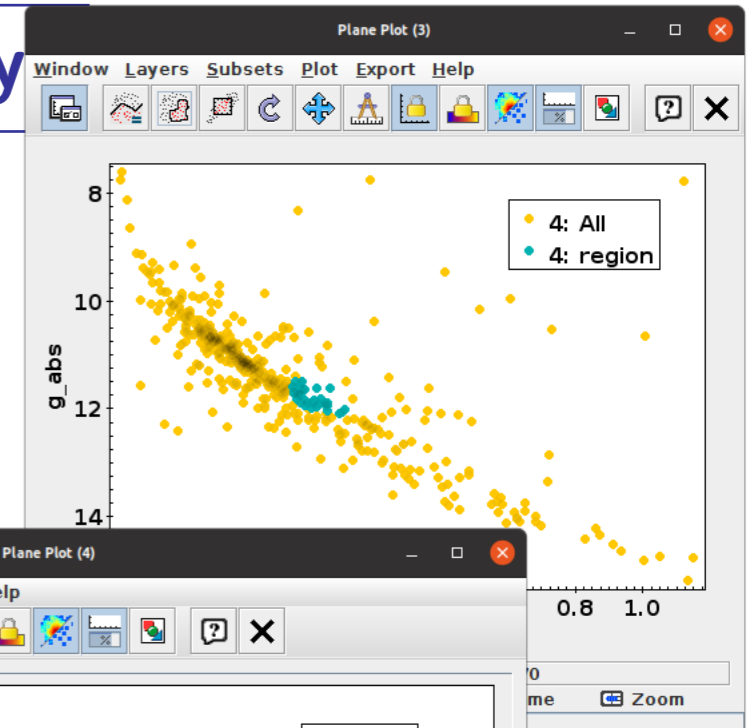 y
Plane Plot (3)
Window Layers Subsets Plot Export Help
8
10
12
14
g_abs
4: All
4: region
0.8 1.0
Plane Plot (4)
elp
me Zoom